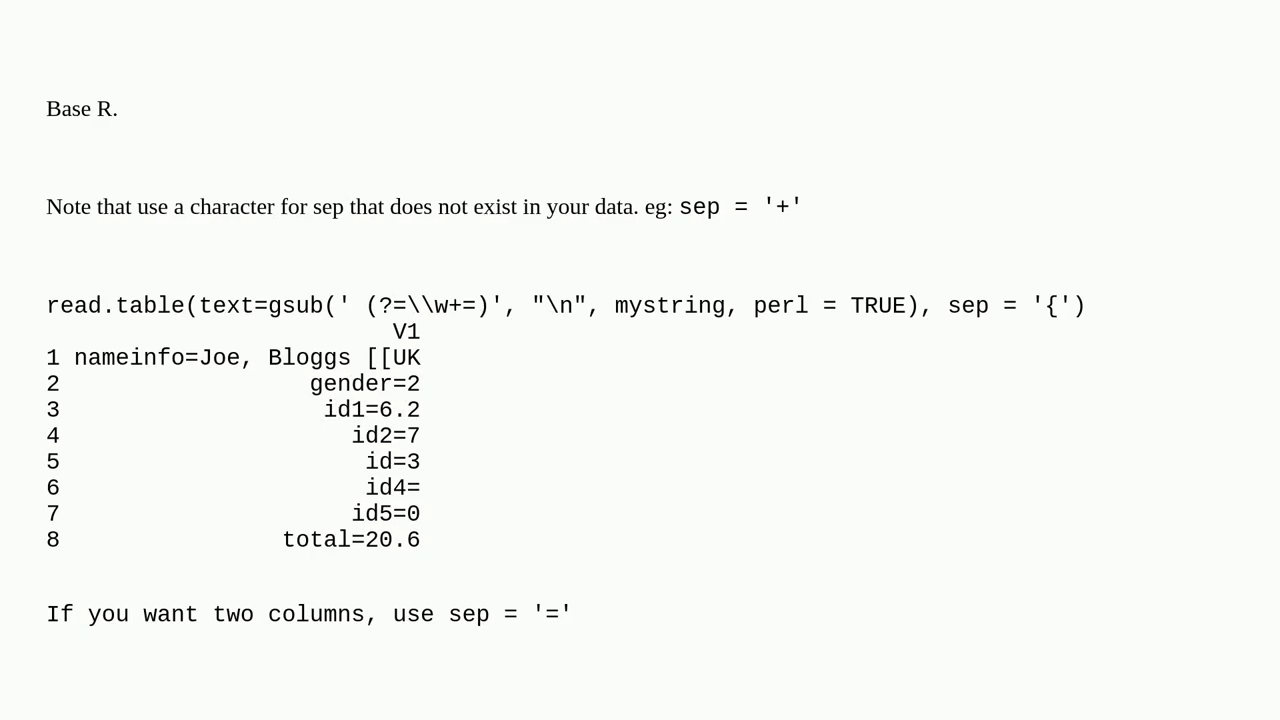 Base R.
Note that use a character for sep that does not exist in your data. eg: sep = '+'
read.table(text=gsub(' (?=\\w+=)', "\n", mystring, perl = TRUE), sep = '{')
                         V1
1 nameinfo=Joe, Bloggs [[UK
2                  gender=2
3                   id1=6.2
4                     id2=7
5                      id=3
6                      id4=
7                     id5=0
8                total=20.6
If you want two columns, use sep = '='